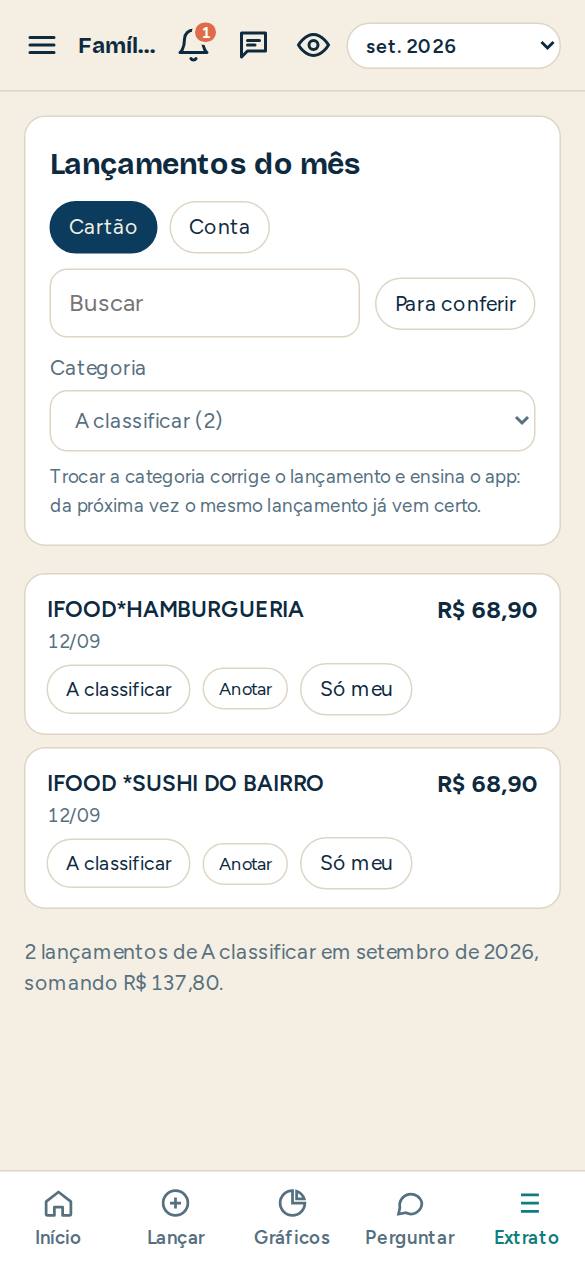 Famíl...
1
set. 2026
Lançamentos do mês
Cartão
Conta
Buscar
Para conferir
Categoria
A classificar (2)
Trocar a categoria corrige o lançamento e ensina o app:
da próxima vez o mesmo lançamento já vem certo.
IFOOD*HAMBURGUERIA
R$ 68,90
12/09
A classificar
Anotar
Só meu
IFOOD *SUSHI DO BAIRRO
R$ 68,90
12/09
A classificar
Anotar
Só meu
2 lançamentos de A classificar em setembro de 2026,
somando R$ 137,80.
Início
Lançar
Gráficos
Perguntar
Extrato